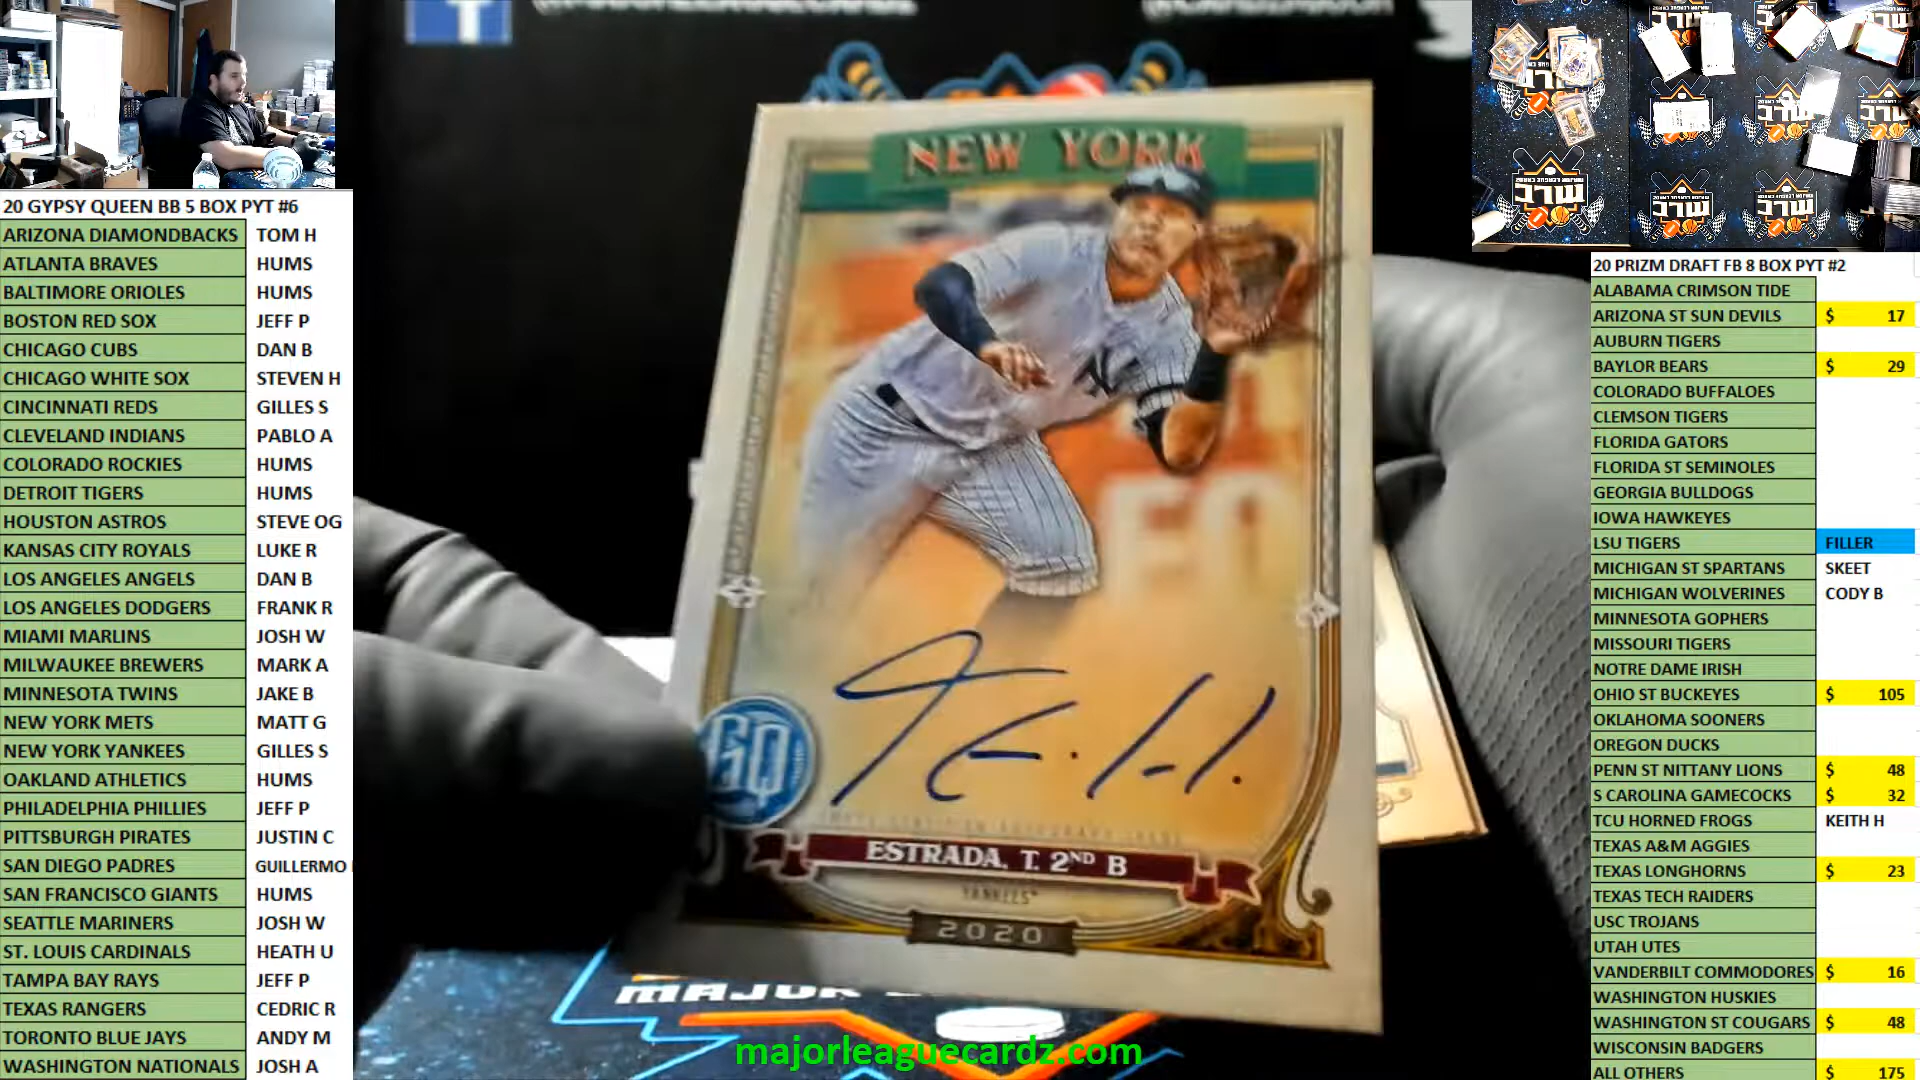 20 GYPSY QUEEN BB 5 BOX PYT #6
ARIZONA DIAMONDBACKS TOM H
ATLANTA BRAVES HUMS
BALTIMORE ORIOLES HUMS
BOSTON RED SOX JEFF P
CHICAGO CUBS DAN B
CHICAGO WHITE SOX STEVEN H
CINCINNATI REDS GILLES S
CLEVELAND INDIANS PABLO A
COLORADO ROCKIES HUMS
DETROIT TIGERS HUMS
HOUSTON ASTROS STEVE OG
KANSAS CITY ROYALS LUKE R
LOS ANGELES ANGELS DAN B
LOS ANGELES DODGERS FRANK R
MIAMI MARLINS JOSH W
MILWAUKEE BREWERS MARK A
MINNESOTA TWINS JAKE B
NEW YORK METS MATT G
NEW YORK YANKEES GILLES S
OAKLAND ATHLETICS HUMS
PHILADELPHIA PHILLIES JEFF P
PITTSBURGH PIRATES JUSTIN C
SAN DIEGO PADRES GUILLERMO
SAN FRANCISCO GIANTS HUMS
SEATTLE MARINERS JOSH W
ST. LOUIS CARDINALS HEATH U
TAMPA BAY RAYS JEFF P
TEXAS RANGERS CEDRIC R
TORONTO BLUE JAYS ANDY M
WASHINGTON NATIONALS JOSH A
NEW YORK
NY
GQ
ESTRADA, T. 2ND B
YANKEES
2020
MAJOR
majorleaguecardz.com
20 PRIZM DRAFT FB 8 BOX PYT #2
ALABAMA CRIMSON TIDE
ARIZONA ST SUN DEVILS $ 17
AUBURN TIGERS
BAYLOR BEARS $ 29
COLORADO BUFFALOES
CLEMSON TIGERS
FLORIDA GATORS
FLORIDA ST SEMINOLES
GEORGIA BULLDOGS
IOWA HAWKEYES
LSU TIGERS FILLER
MICHIGAN ST SPARTANS SKEET
MICHIGAN WOLVERINES CODY B
MINNESOTA GOPHERS
MISSOURI TIGERS
NOTRE DAME IRISH
OHIO ST BUCKEYES $ 105
OKLAHOMA SOONERS
OREGON DUCKS
PENN ST NITTANY LIONS $ 48
S CAROLINA GAMECOCKS $ 32
TCU HORNED FROGS KEITH H
TEXAS A&M AGGIES
TEXAS LONGHORNS $ 23
TEXAS TECH RAIDERS
USC TROJANS
UTAH UTES
VANDERBILT COMMODORES $ 16
WASHINGTON HUSKIES
WASHINGTON ST COUGARS $ 48
WISCONSIN BADGERS
ALL OTHERS $ 175